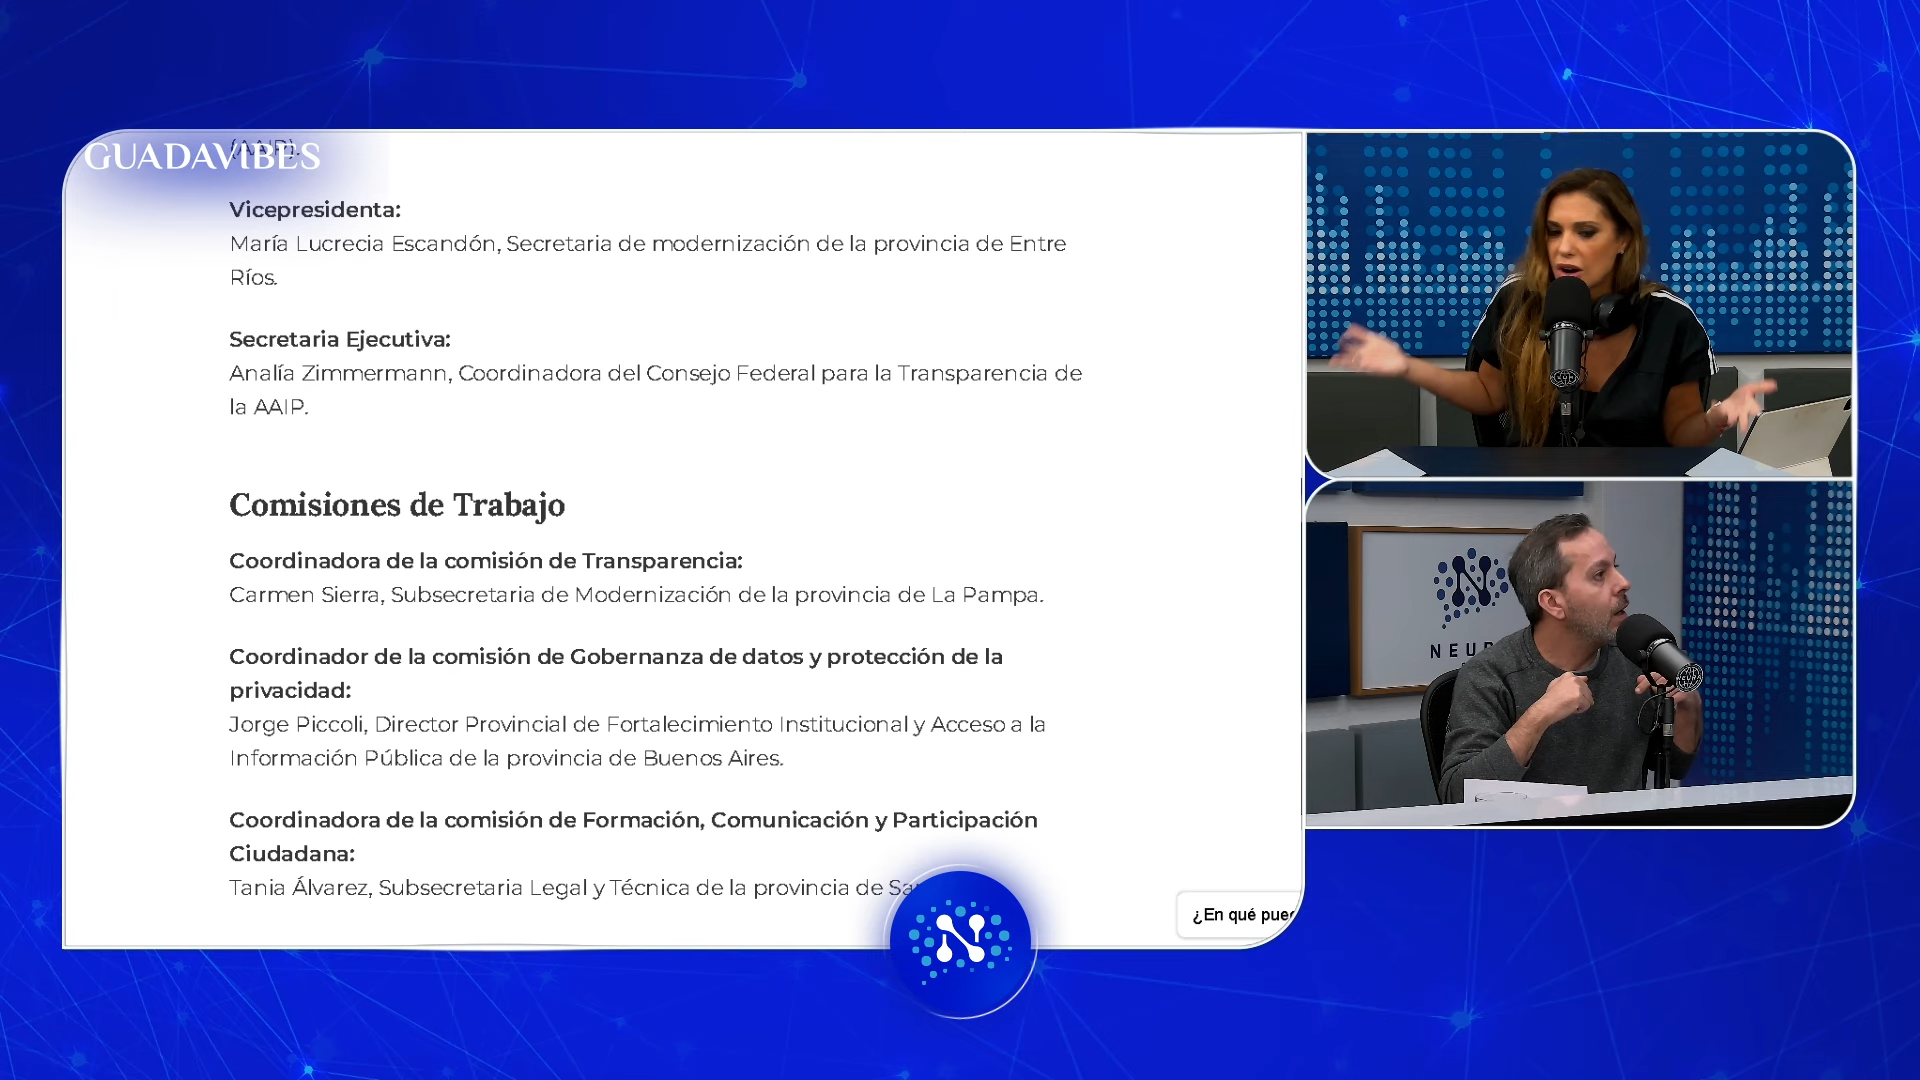 GUADAVIBES
(AAIP).
Vicepresidenta:
María Lucrecia Escandón, Secretaria de modernización de la provincia de Entre
Ríos.
Secretaria Ejecutiva:
Analía Zimmermann, Coordinadora del Consejo Federal para la Transparencia de
la AAIP.
Comisiones de Trabajo
Coordinadora de la comisión de Transparencia:
Carmen Sierra, Subsecretaria de Modernización de la provincia de La Pampa.
Coordinador de la comisión de Gobernanza de datos y protección de la
privacidad:
Jorge Piccoli, Director Provincial de Fortalecimiento Institucional y Acceso a la
Información Pública de la provincia de Buenos Aires.
Coordinadora de la comisión de Formación, Comunicación y Participación
Ciudadana:
Tania Álvarez, Subsecretaria Legal y Técnica de la provincia de
¿En qué
N
NEURA